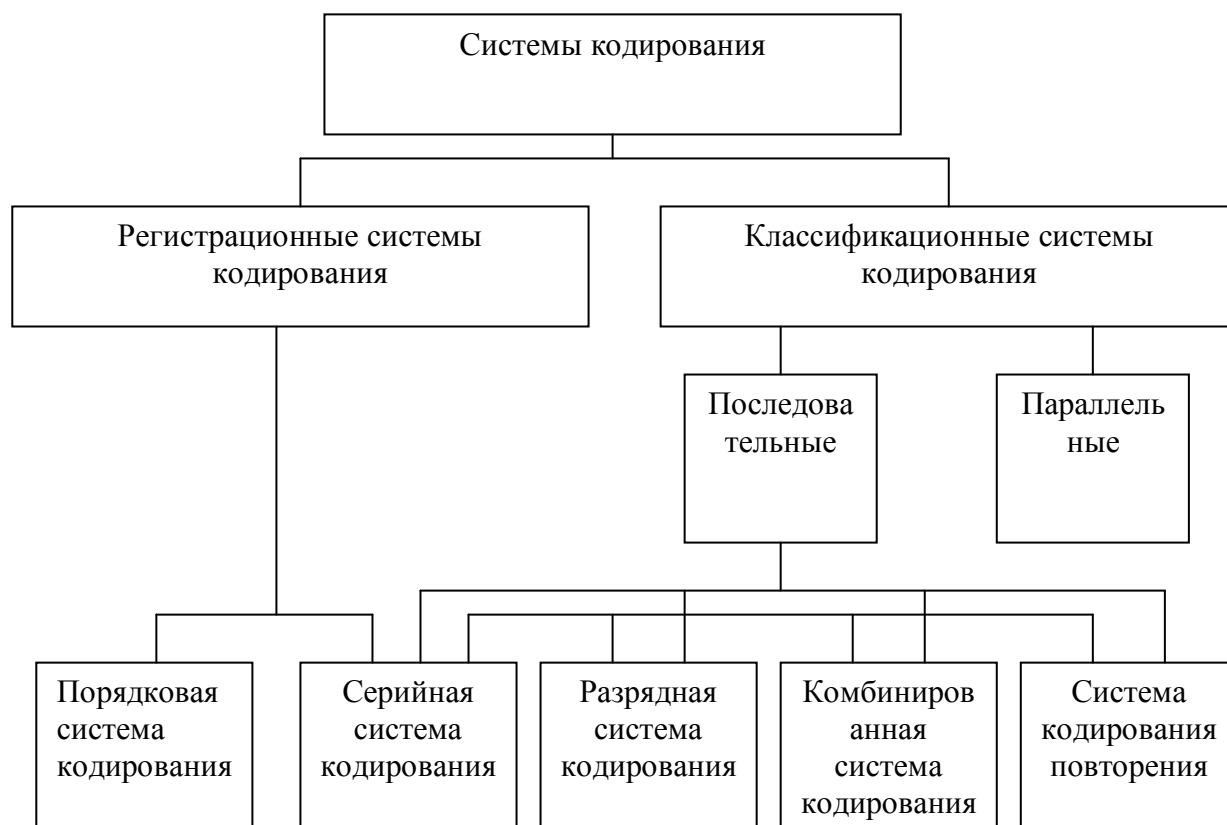 Системы кодирования
Регистрационные системы
кодирования
Классификационные системы
кодирования
Последова
тельные
Параллель
ные
Порядковая
система
кодирования
Серийная
система
кодирования
Разрядная
система
кодирования
Комбиниров
анная
система
кодирования
Система
кодирования
повторения